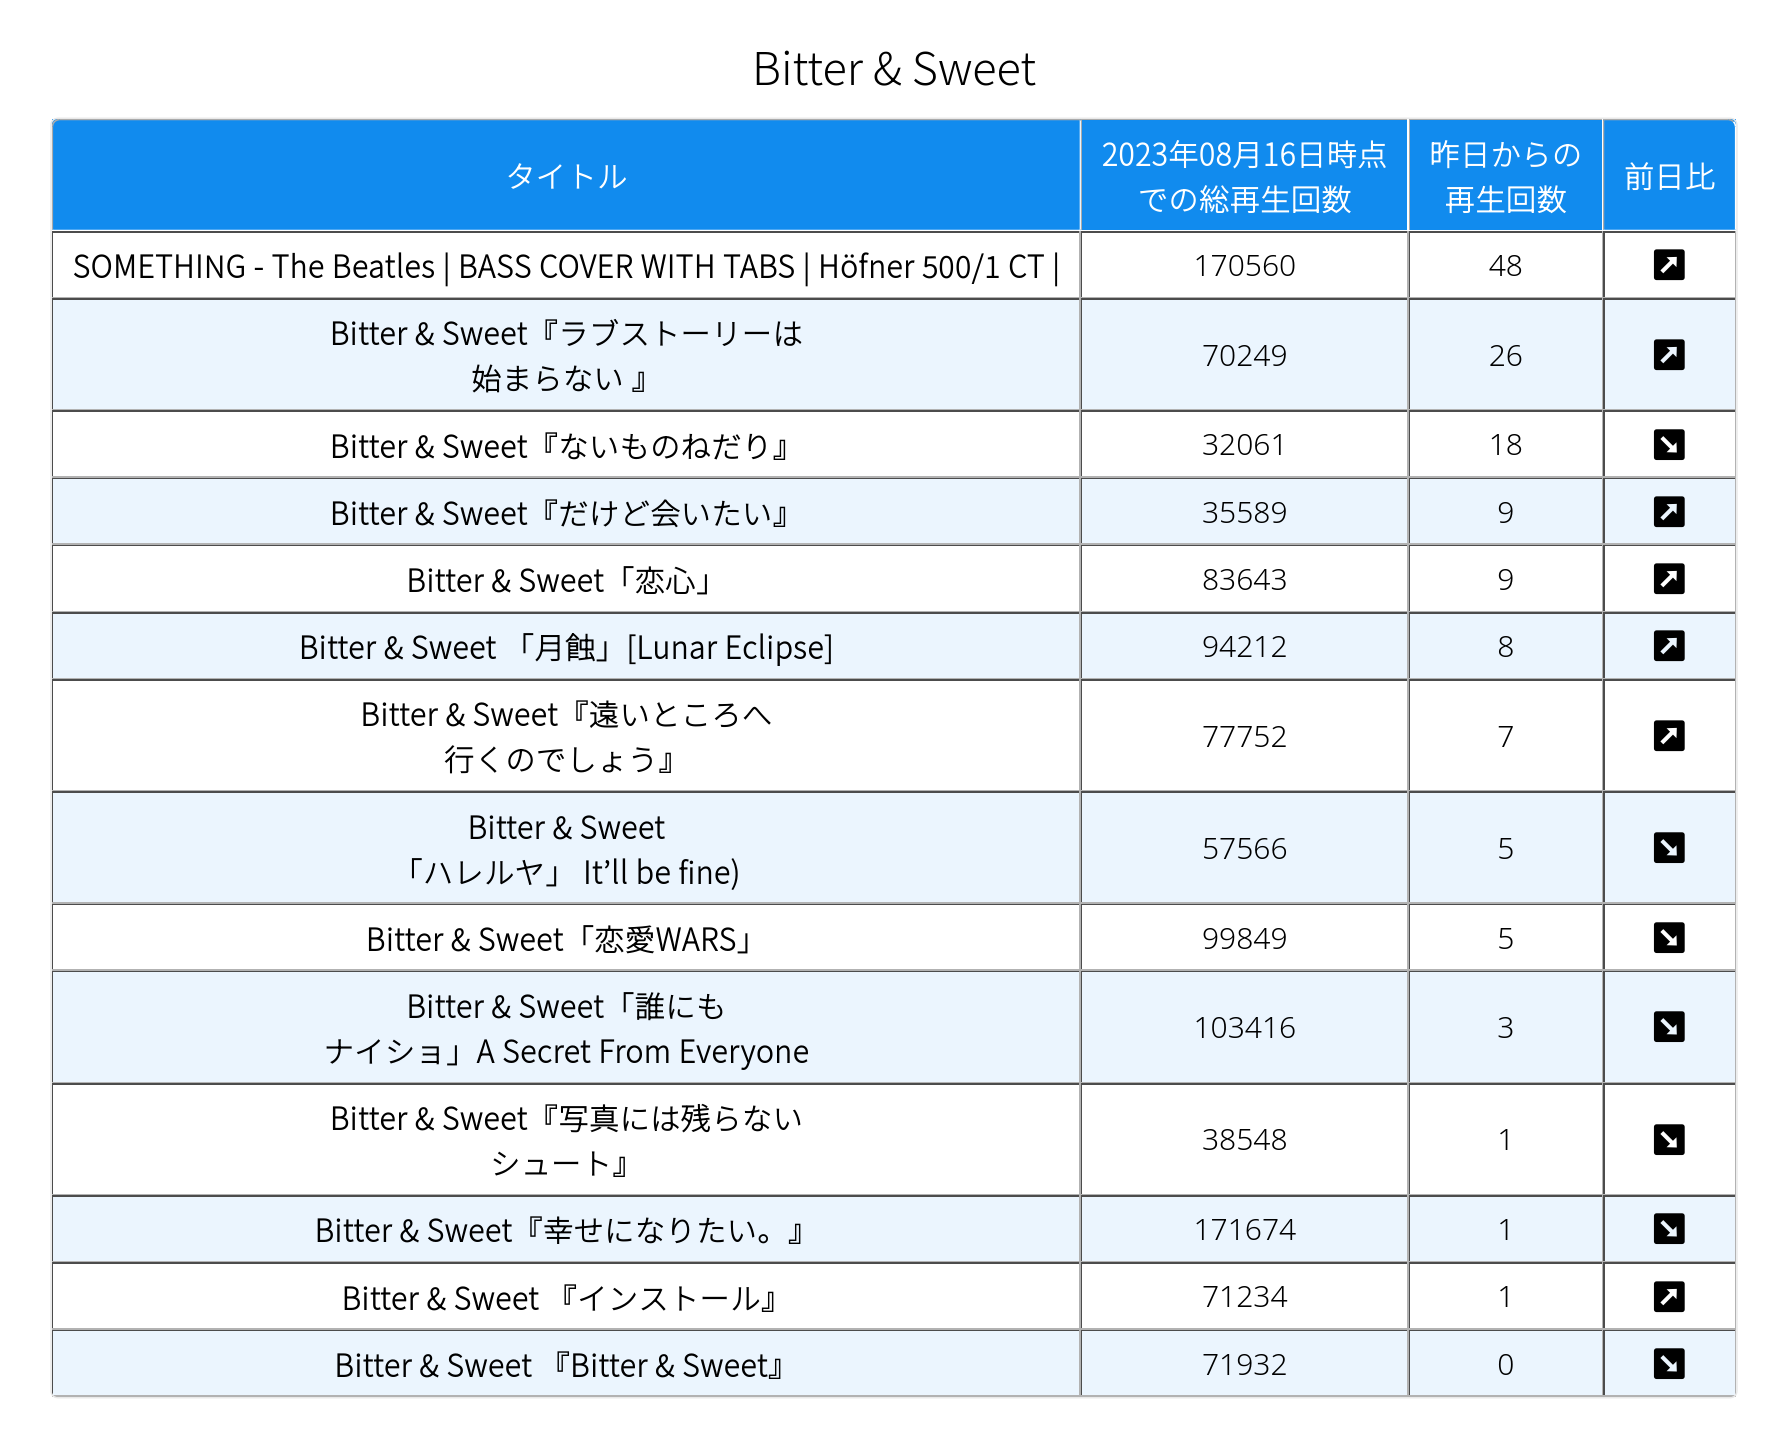 Bitter & Sweet
タイトル
2023年08月16日時点
での総再生回数
昨日からの
再生回数
前日比
SOMETHING - The Beatles | BASS COVER WITH TABS | Höfner 500/1 CT |
170560
48
Bitter & Sweet『ラブストーリーは
始まらない 』
70249
26
Bitter & Sweet『ないものねだり』
32061
18
Bitter & Sweet『だけど会いたい』
35589
9
Bitter & Sweet「恋心」
83643
9
Bitter & Sweet 「月蝕」[Lunar Eclipse]
94212
8
Bitter & Sweet『遠いところへ
行くのでしょう』
77752
7
Bitter & Sweet
「ハレルヤ」 It’ll be fine)
57566
5
Bitter & Sweet「恋愛WARS」
99849
5
Bitter & Sweet「誰にも
ナイショ」A Secret From Everyone
103416
3
Bitter & Sweet『写真には残らない
シュート』
38548
1
Bitter & Sweet『幸せになりたい。』
171674
1
Bitter & Sweet 『インストール』
71234
1
Bitter & Sweet 『Bitter & Sweet』
71932
0